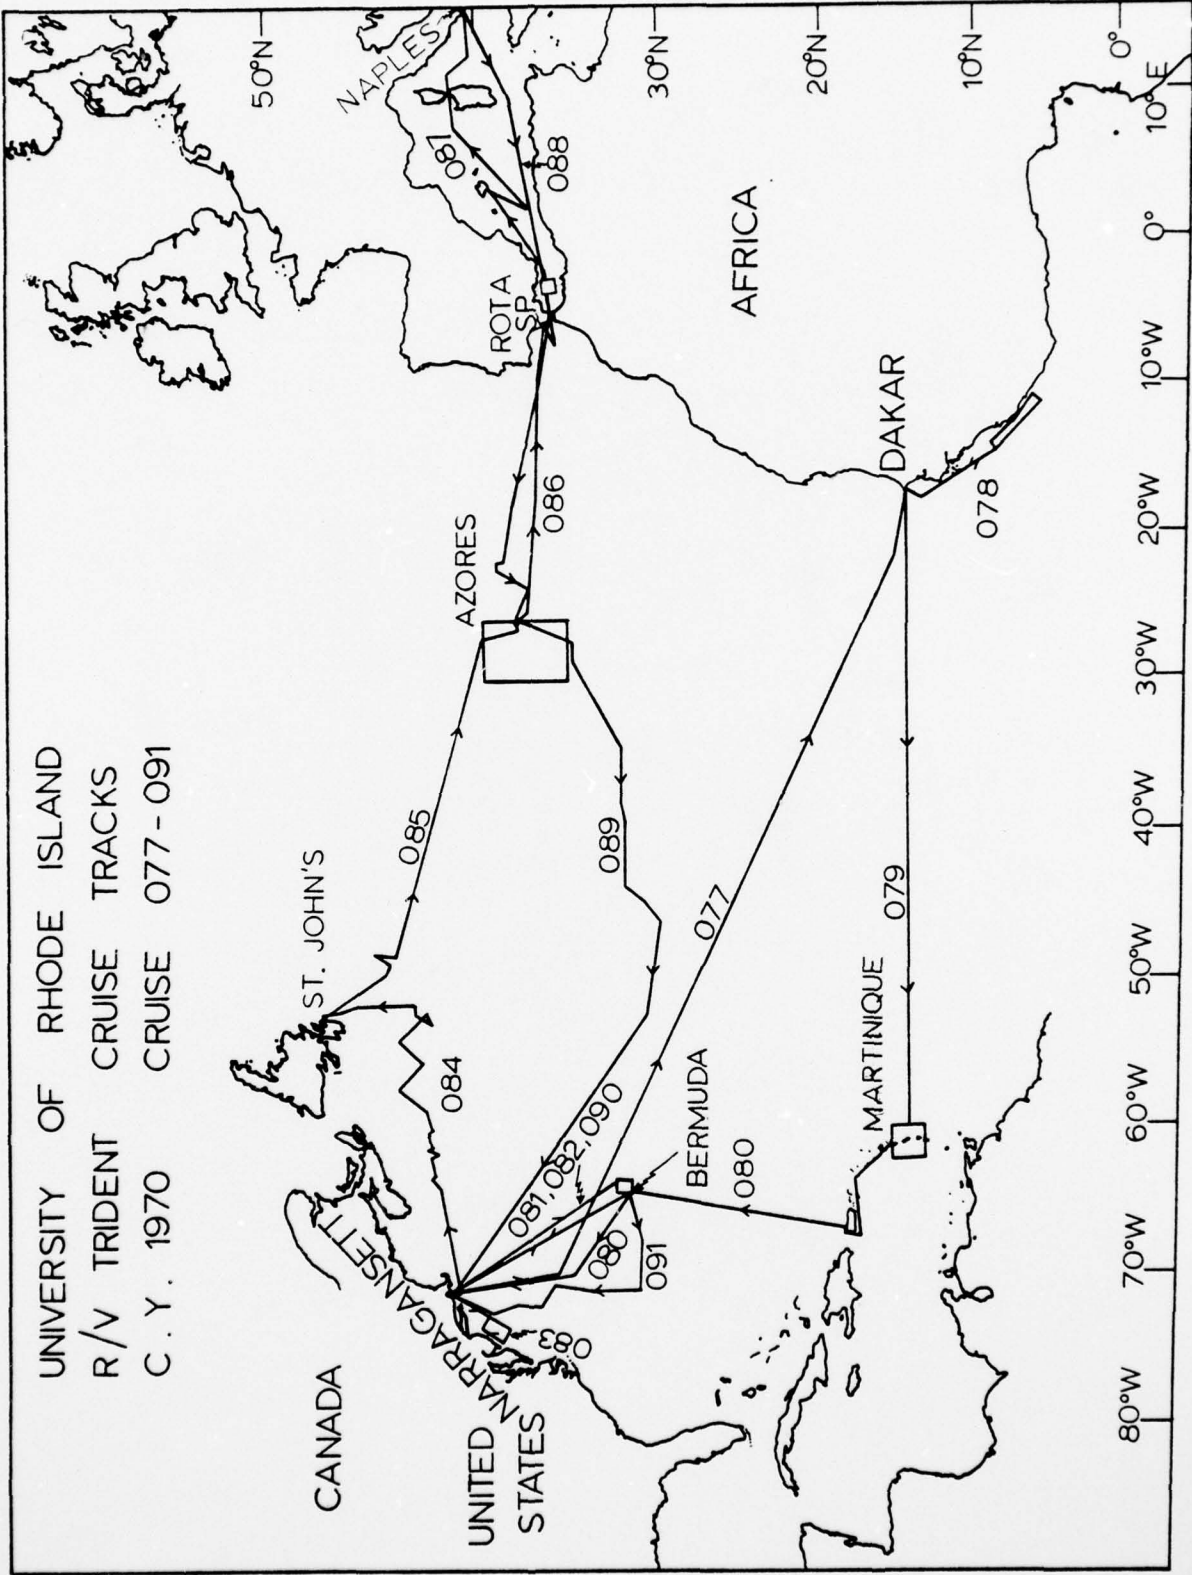 UNIVERSITY OF RHODE ISLAND
R/V TRIDENT CRUISE TRACKS
C.Y. 1970 CRUISE 077-091
CANADA
UNITED
STATES
NARRAGANSETT
ST. JOHN'S
AZORES
ROTA
SP.
NAPLES
BERMUDA
MARTINIQUE
DAKAR
AFRICA
083
084
085
086
087
088
081, 082, 090
080
091
080
089
077
079
078
50°N
30°N
20°N
10°N
0°
80°W
70°W
60°W
50°W
40°W
30°W
20°W
10°W
0°
10°E